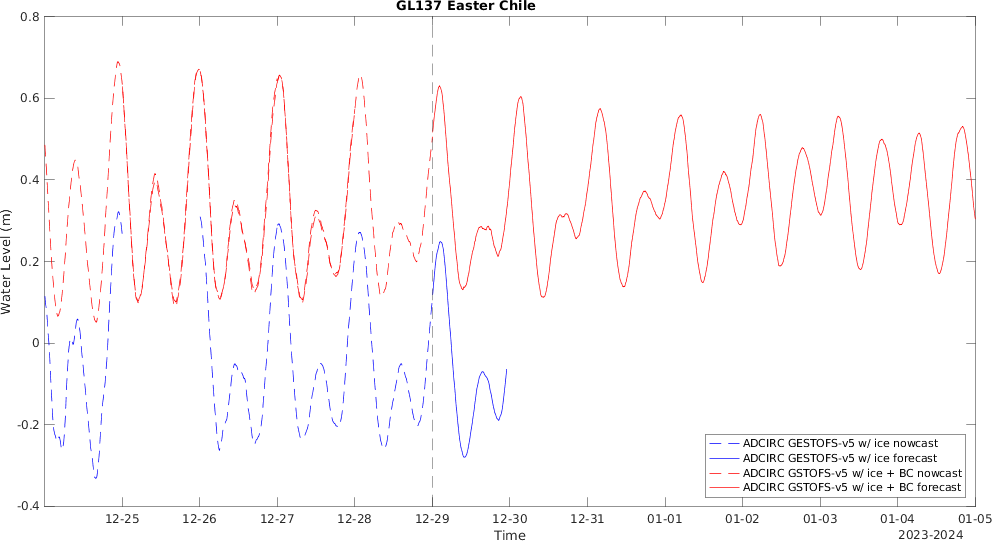 GL137 Easter Chile
0.8
0.6
0.4
0.2
0
-0.2
-0.4
Water Level (m)
12-25 12-26 12-27 12-28 12-29 12-30 12-31 01-01 01-02 01-03 01-04 01-05
Time
2023-2024
ADCIRC GESTOFS-v5 w/ ice nowcast
ADCIRC GESTOFS-v5 w/ ice forecast
ADCIRC GSTOFS-v5 w/ ice + BC nowcast
ADCIRC GSTOFS-v5 w/ ice + BC forecast